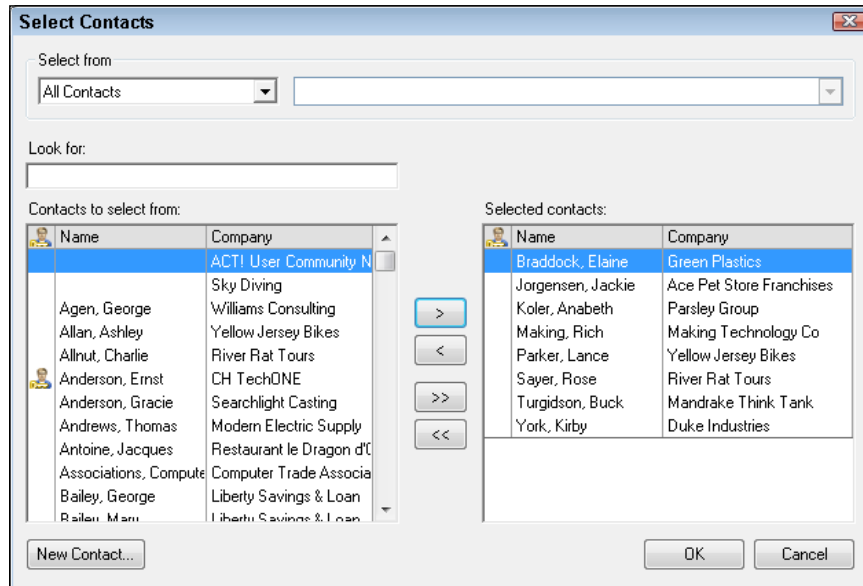 Select Contacts
Select from
All Contacts
Look for:
Contacts to select from:
Name Company
ACT! User Community N
Sky Diving
Agen, George Williams Consulting
Allan, Ashley Yellow Jersey Bikes
Allnut, Charlie River Rat Tours
Anderson, Ernst CH TechONE
Anderson, Gracie Searchlight Casting
Andrews, Thomas Modern Electric Supply
Antoine, Jacques Restaurant le Dragon d'(
Associations, Compute Computer Trade Associa
Bailey, George Liberty Savings & Loan
Bailey, Mary Liberty Savings & Loan
>
<
>>
<<
Selected contacts:
Name Company
Braddock, Elaine Green Plastics
Jorgensen, Jackie Ace Pet Store Franchises
Koler, Anabeth Parsley Group
Making, Rich Making Technology Co
Parker, Lance Yellow Jersey Bikes
Sayer, Rose River Rat Tours
Turgidson, Buck Mandrake Think Tank
York, Kirby Duke Industries
New Contact...
OK
Cancel